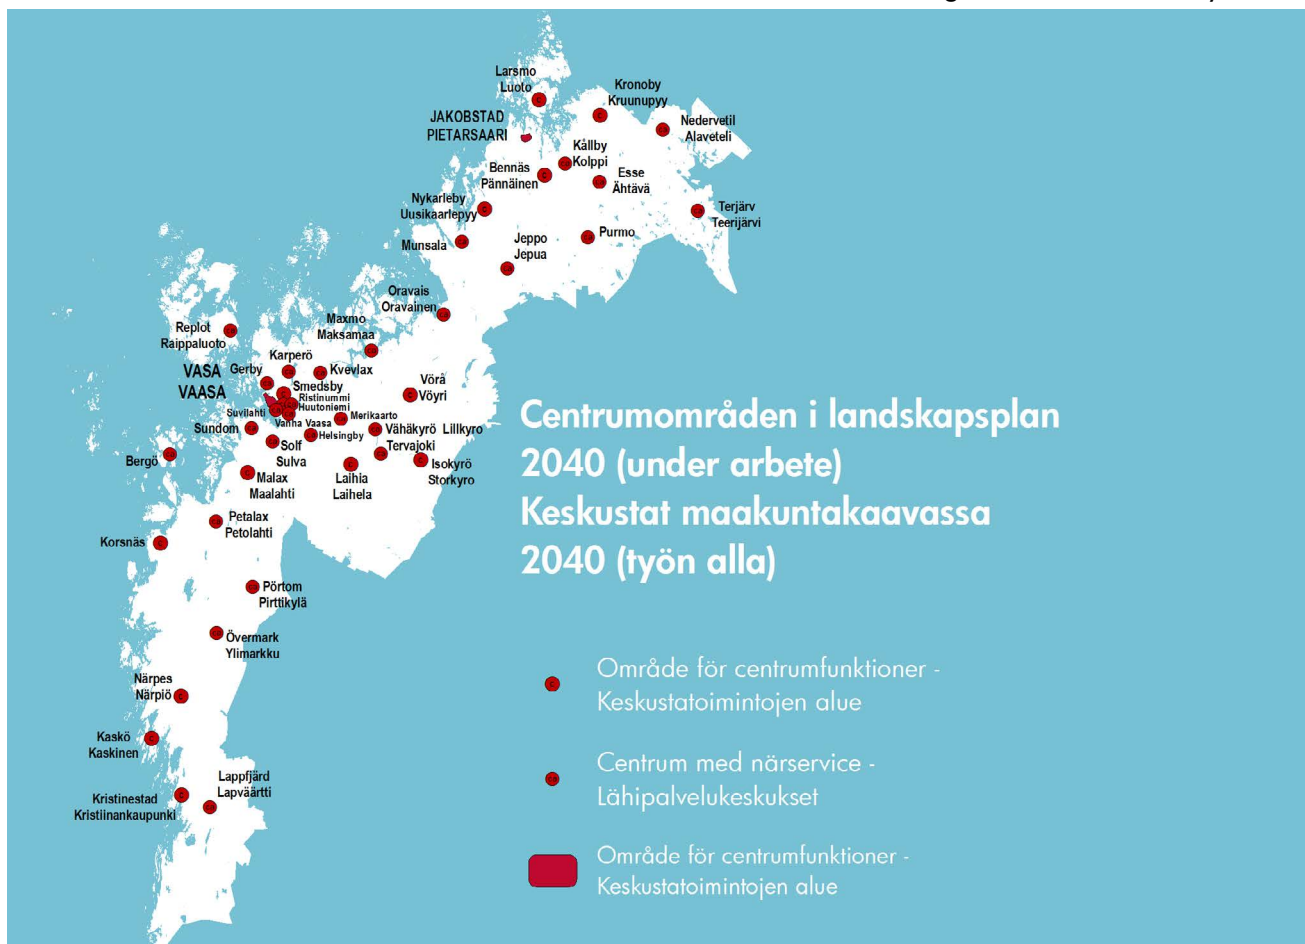 Larsmo
Luoto
Kronoby
Kruunupyy
JAKOBSTAD
PIETARSAARI
Nedervetil
Alaveteli
Kållby
Kolppi
Bennäs
Pännäinen
Esse
Ähtävä
Nykarleby
Uusikaarlepyy
Terjärv
Teerijärvi
Munsala
Jeppo
Jepua
Purmo
Oravais
Oravainen
Maxmo
Maksamaa
Replot
Raippaluoto
Karperö
VASA
VAASA
Gerby
Kvevlax
Smedsby
Vörå
Vöyri
Ristinummi
Huutoniemi
Suvilahti
Vanha Vaasa
Merikaarto
Sundom
Helsingby
Vähäkyrö Lillkyro
Solf
Sulva
Tervajoki
Bergö
Isokyrö
Storkyro
Malax
Maalahti
Laihia
Laihela
Petalax
Petolahti
Korsnäs
Pörtom
Pirttikylä
Övermark
Ylimarkku
Närpes
Närpiö
Kaskö
Kaskinen
Lappfjärd
Lapväärtti
Kristinestad
Kristiinankaupunki
Centrumområden i landskapsplan
2040 (under arbete)
Keskustat maakuntakaavassa
2040 (työn alla)
Område för centrumfunktioner -
Keskustatoimintojen alue
Centrum med närservice -
Lähipalvelukeskukset
Område för centrumfunktioner -
Keskustatoimintojen alue